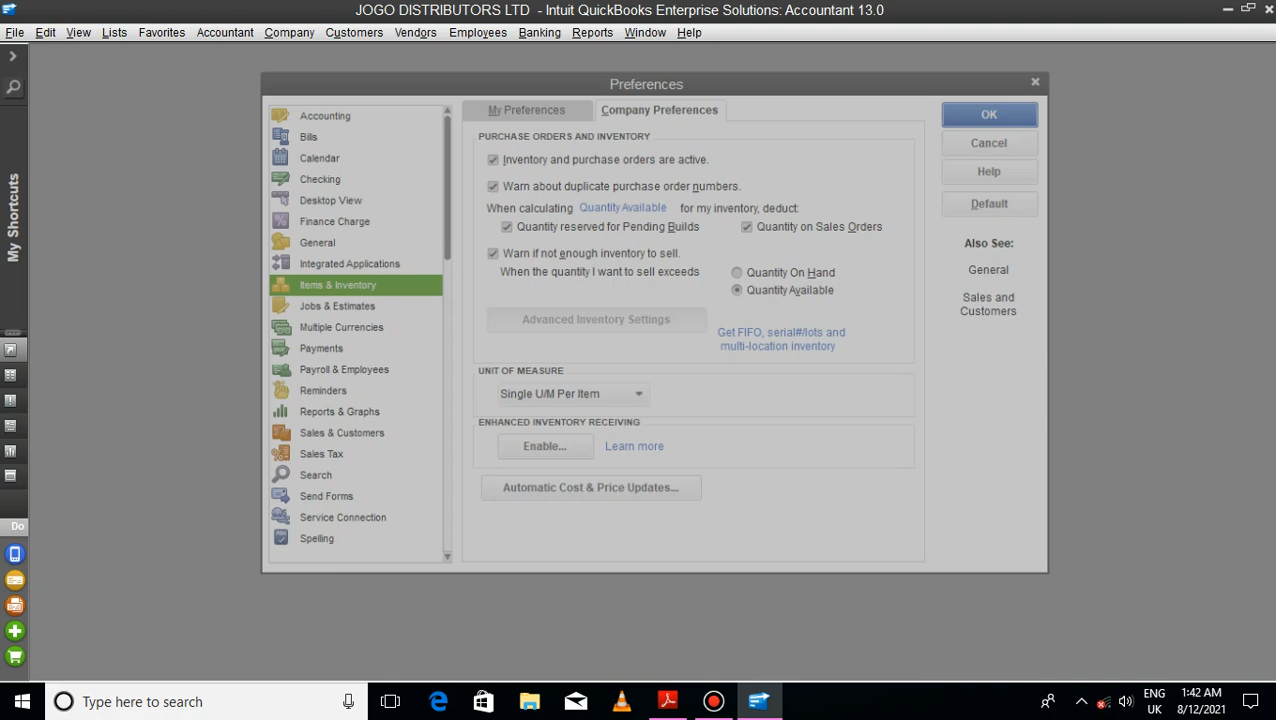 JOGO DISTRIBUTORS LTD - Intuit QuickBooks Enterprise Solutions: Accountant 13.0
File Edit View Lists Favorites Accountant Company Customers Vendors Employees Banking Reports Window Help
My Shortcuts
Do
Preferences
Accounting
Bills
Calendar
Checking
Desktop View
Finance Charge
General
Integrated Applications
Items & Inventory
Jobs & Estimates
Multiple Currencies
Payments
Payroll & Employees
Reminders
Reports & Graphs
Sales & Customers
Sales Tax
Search
Send Forms
Service Connection
Spelling
My Preferences
Company Preferences
PURCHASE ORDERS AND INVENTORY
Inventory and purchase orders are active.
Warn about duplicate purchase order numbers.
When calculating Quantity Available for my inventory, deduct:
Quantity reserved for Pending Builds
Quantity on Sales Orders
Warn if not enough inventory to sell.
When the quantity I want to sell exceeds
Quantity On Hand
Quantity Available
Advanced Inventory Settings
Get FIFO, serial#/lots and
multi-location inventory
UNIT OF MEASURE
Single U/M Per Item
ENHANCED INVENTORY RECEIVING
Enable...
Learn more
Automatic Cost & Price Updates...
OK
Cancel
Help
Default
Also See:
General
Sales and
Customers
Type here to search
ENG
UK
1:42 AM
8/12/2021